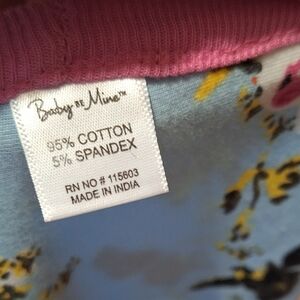 Baby Be Mine™
95% COTTON
5% SPANDEX
RN NO # 115603
MADE IN INDIA